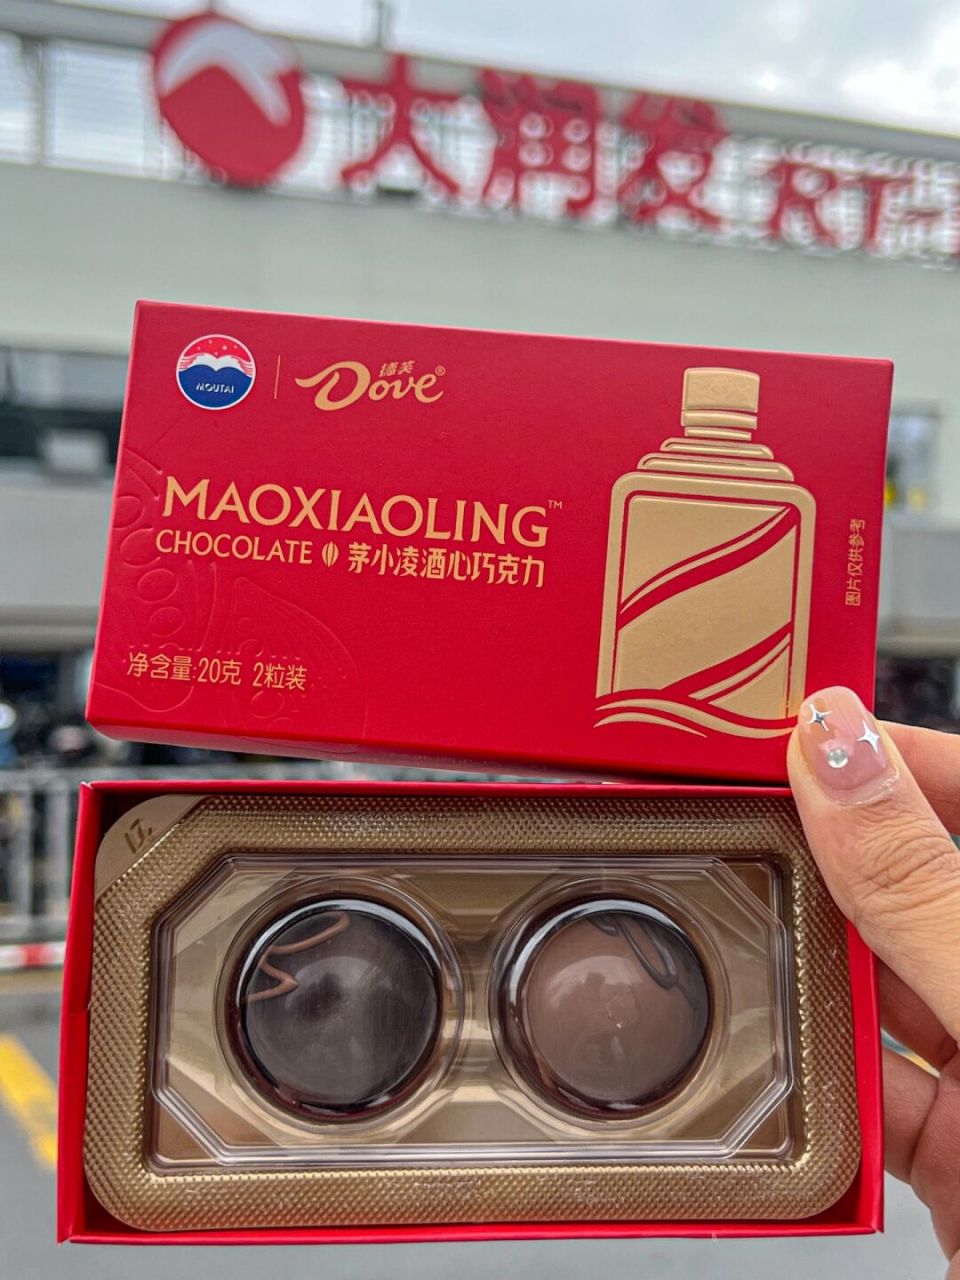 大润发 RT-
MOUTAI
德芙
Dove®
MAOXIAOLING™
CHOCOLATE 茅小凌酒心巧克力
净含量:20克 2粒装
图片仅供参考